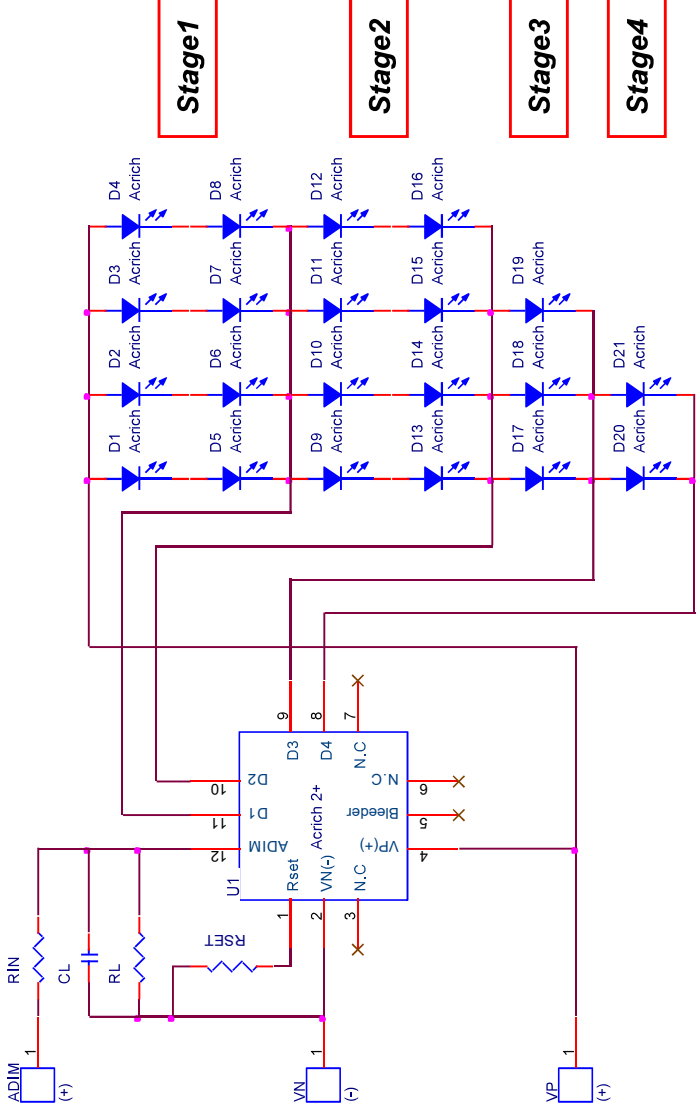 Stage1
Stage2
Stage3
Stage4
D4
Acrich
D8
Acrich
D12
Acrich
D16
Acrich
D3
Acrich
D7
Acrich
D11
Acrich
D15
Acrich
D19
Acrich
D2
Acrich
D6
Acrich
D10
Acrich
D14
Acrich
D18
Acrich
D21
Acrich
D1
Acrich
D5
Acrich
D9
Acrich
D13
Acrich
D17
Acrich
D20
Acrich
9
8
7
D3
D4
N.C
10
11
12
D2
D1
ADIM
Acrich 2+
N.C
Bleeder
VP(+)
6
5
4
U1
Rset
VN(-)
N.C
1
2
3
RSET
RIN
CL
RL
ADIM
(+)
1
VN
(-)
1
VP
(+)
1